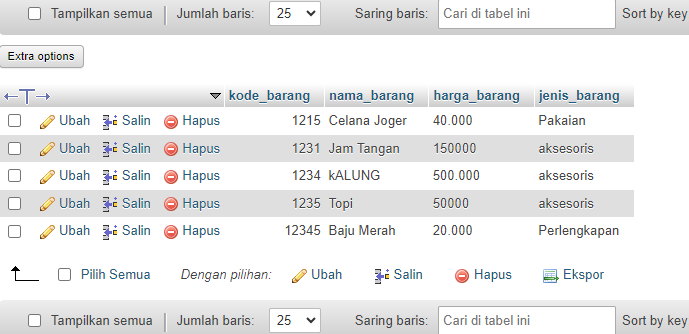 Tampilkan semua Jumlah baris: 25 Saring baris: Cari di tabel ini Sort by key
Extra options
←T→ kode_barang nama_barang harga_barang jenis_barang
Ubah Salin Hapus 1215 Celana Joger 40.000 Pakaian
Ubah Salin Hapus 1231 Jam Tangan 150000 aksesoris
Ubah Salin Hapus 1234 kALUNG 500.000 aksesoris
Ubah Salin Hapus 1235 Topi 50000 aksesoris
Ubah Salin Hapus 12345 Baju Merah 20.000 Perlengkapan
Pilih Semua Dengan pilihan: Ubah Salin Hapus Ekspor
Tampilkan semua Jumlah baris: 25 Saring baris: Cari di tabel ini Sort by key